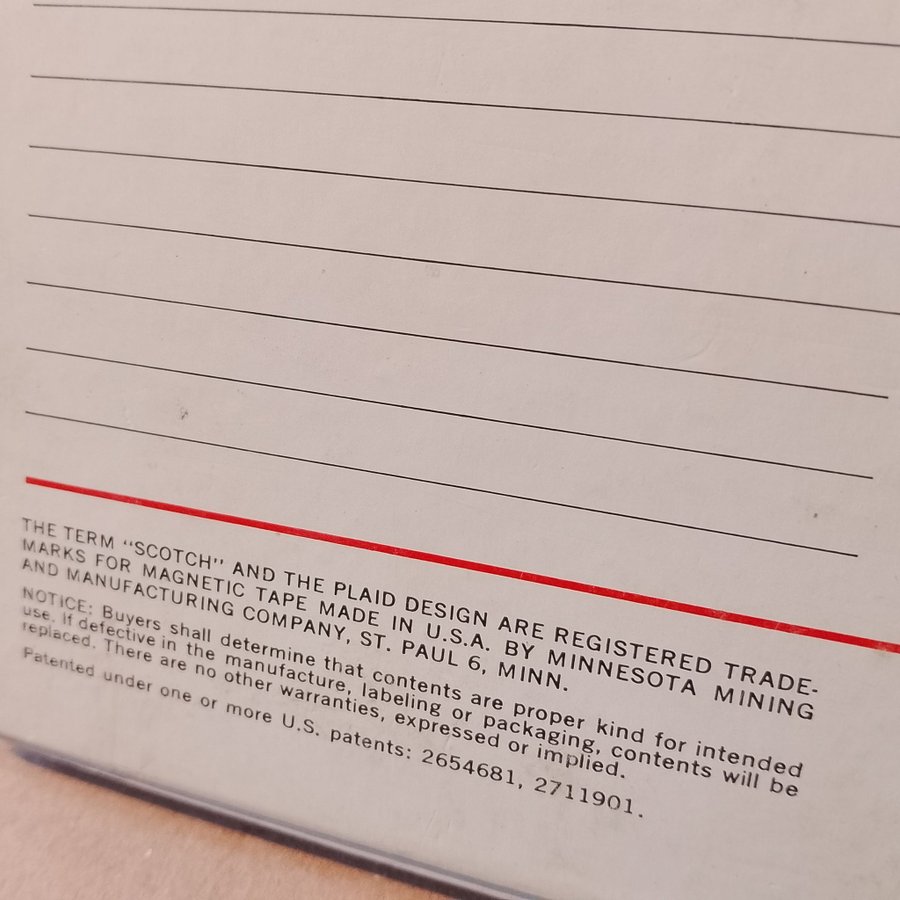 THE TERM "SCOTCH" AND THE PLAID DESIGN ARE REGISTERED TRADE-
MARKS FOR MAGNETIC TAPE MADE IN U.S.A. BY MINNESOTA MINING
AND MANUFACTURING COMPANY, ST. PAUL 6, MINN.
NOTICE: Buyers shall determine that contents are proper kind for intended
use. If defective in the manufacture, labeling or packaging, contents will be
replaced. There are no other warranties, expressed or implied.
Patented under one or more U.S. patents: 2654681, 2711901.